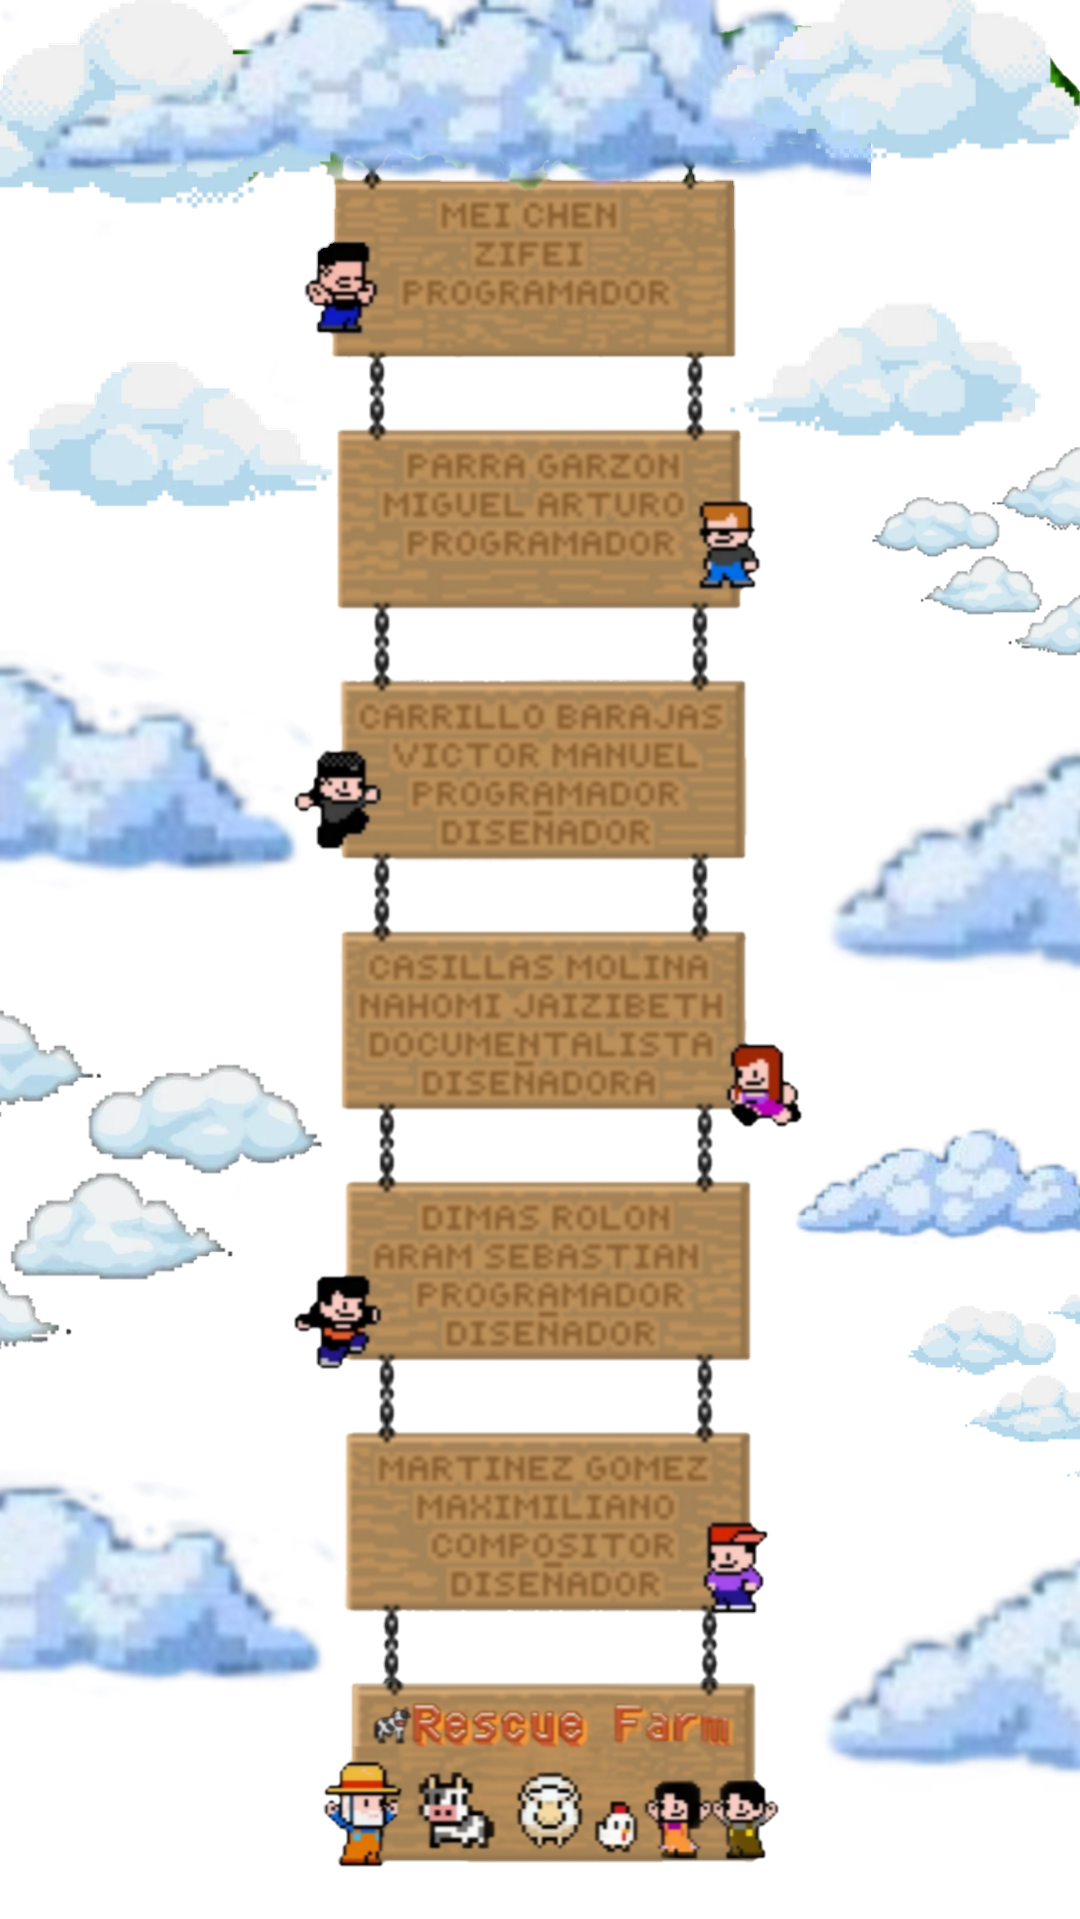 MEI CHEN
ZIFEI
PROGRAMADOR
PARRA GARZON
MIGUEL ARTURO
PROGRAMADOR
CARRILLO BARAJAS
VICTOR MANUEL
PROGRAMADOR
DISEÑADOR
CASILLAS MOLINA
NAHOMI JAIZIBETH
DOCUMENTALISTA
DISEÑADORA
DIMAS ROLON
ARAM SEBASTIAN
PROGRAMADOR
DISEÑADOR
MARTINEZ GOMEZ
MAXIMILIANO
COMPOSITOR
DISEÑADOR
Rescue Farm